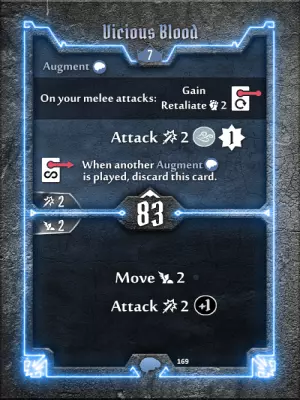 Vicious Blood
7
Augment
On your melee attacks: Gain
Retaliate 2
Attack 2 1
When another Augment
is played, discard this card.
2
83
2
Move 2
Attack 2 +1
169